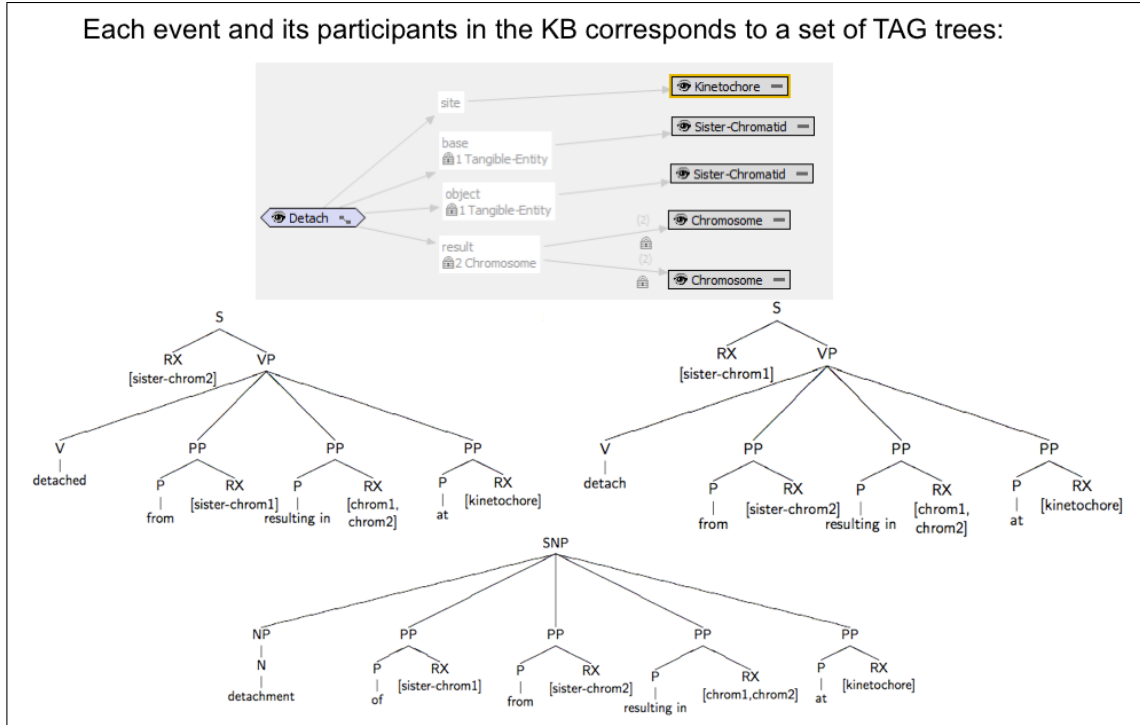 Each event and its participants in the KB corresponds to a set of TAG trees:
Kinetochore
site
Sister-Chromatid
base
1 Tangible-Entity
Sister-Chromatid
object
1 Tangible-Entity
Detach
(2)
Chromosome
result
2 Chromosome
(2)
Chromosome
S
RX
VP
[sister-chrom2]
V
PP
PP
PP
detached
P
RX
P
RX
P
RX
from
[sister-chrom1]
resulting in
[chrom1,
chrom2]
at
[kinetochore]
S
RX
VP
[sister-chrom1]
V
PP
PP
PP
detach
P
RX
P
RX
P
RX
from
[sister-chrom2]
resulting in
[chrom1,
chrom2]
at
[kinetochore]
SNP
NP
PP
PP
PP
PP
N
P
RX
P
RX
P
RX
P
RX
detachment
of
[sister-chrom1]
from
[sister-chrom2]
resulting in
[chrom1,chrom2]
at
[kinetochore]